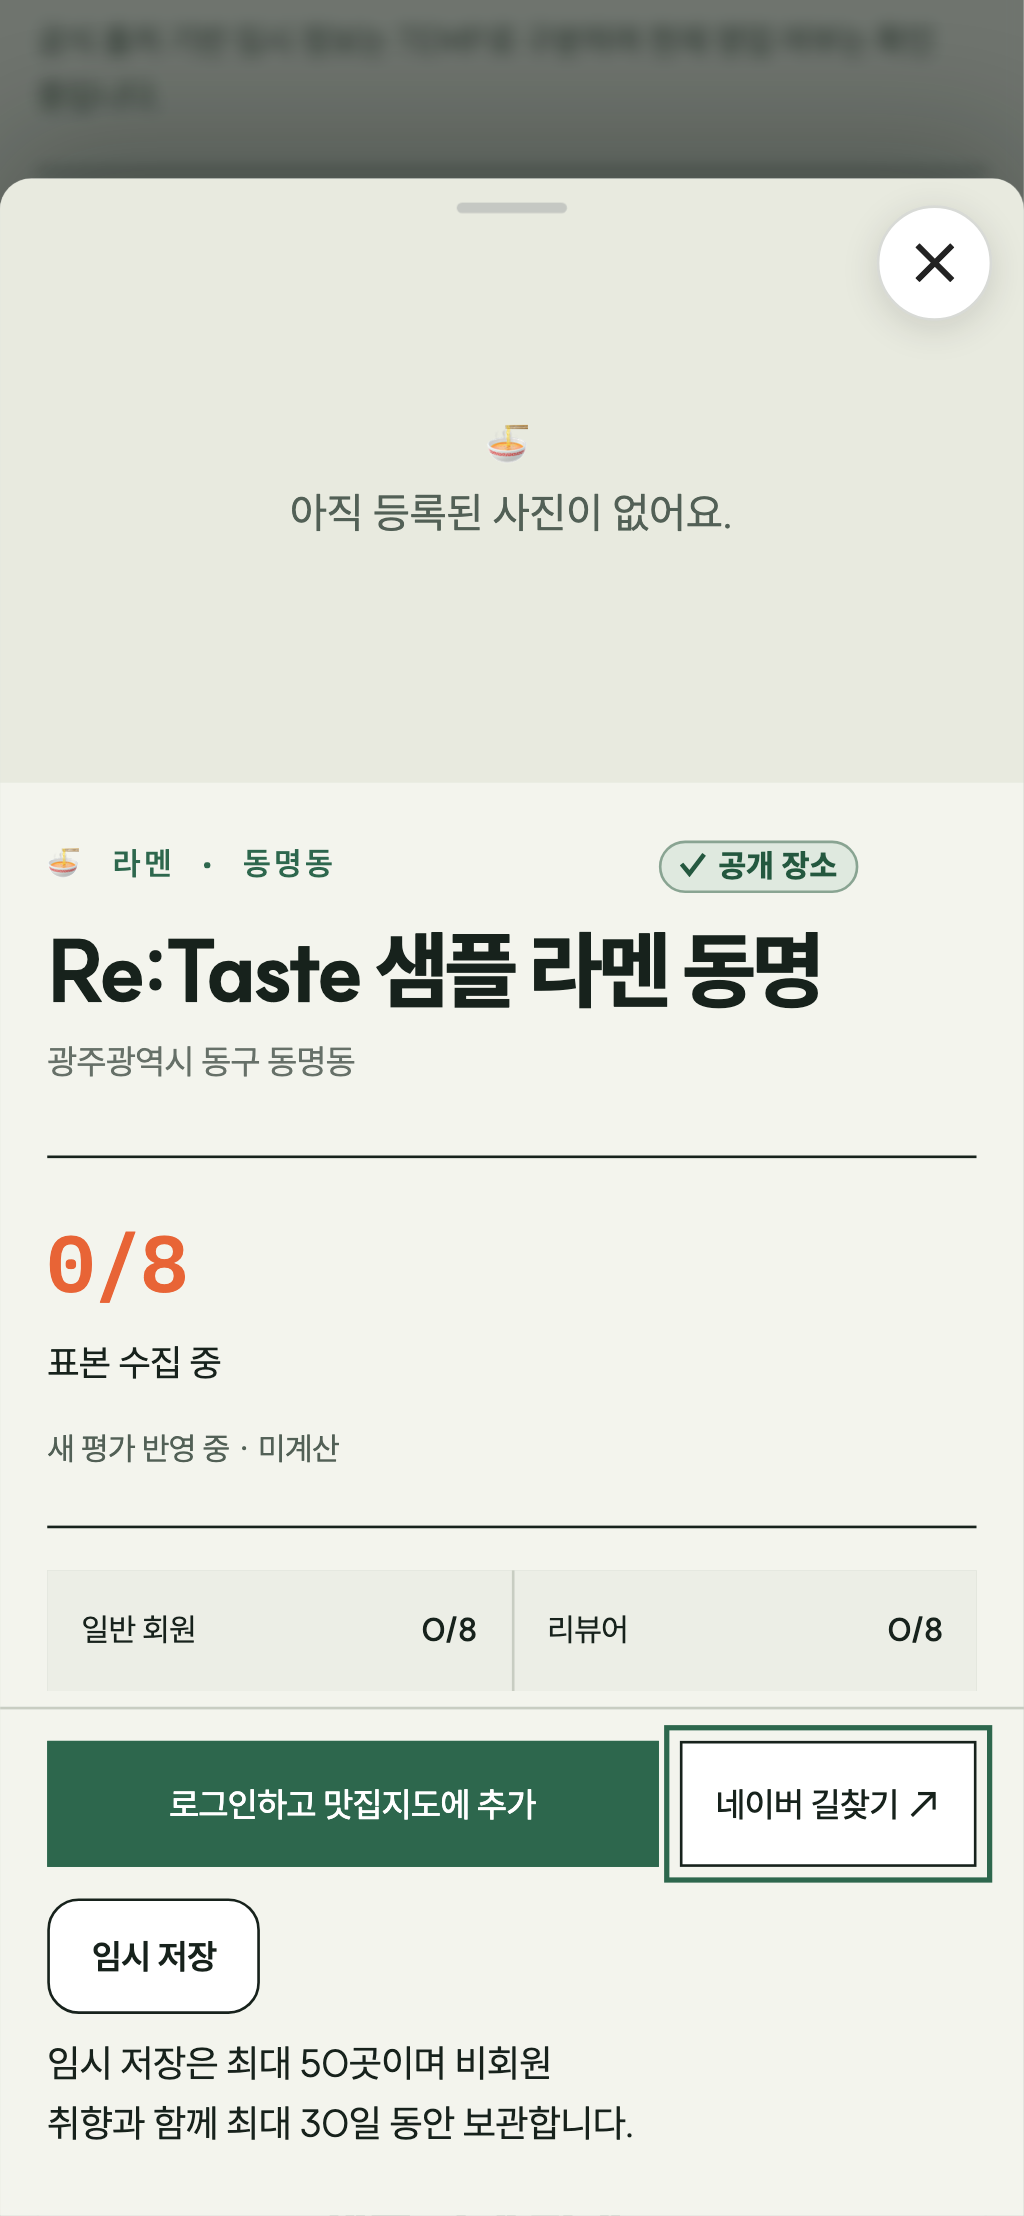 아직 등록된 사진이 없어요.
라멘 · 동명동
✓ 공개 장소
Re:Taste 샘플 라멘 동명
광주광역시 동구 동명동
0/8
표본 수집 중
새 평가 반영 중 · 미계산
일반 회원 0/8
리뷰어 0/8
로그인하고 맛집지도에 추가
네이버 길찾기 ↗
임시 저장
임시 저장은 최대 50곳이며 비회원
취향과 함께 최대 30일 동안 보관합니다.